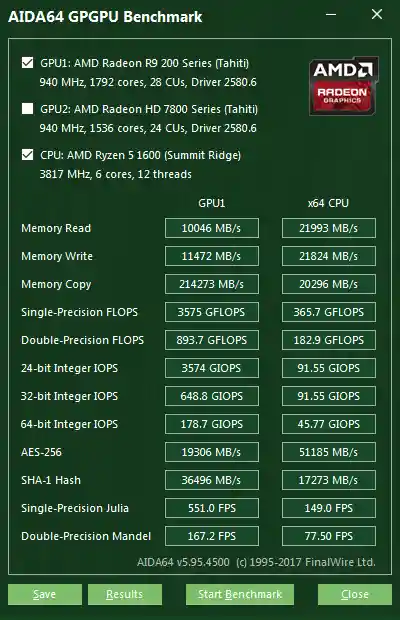 AIDA64 GPGPU Benchmark
GPU1: AMD Radeon R9 200 Series (Tahiti)
940 MHz, 1792 cores, 28 CUs, Driver 2580.6
GPU2: AMD Radeon HD 7800 Series (Tahiti)
940 MHz, 1536 cores, 24 CUs, Driver 2580.6
CPU: AMD Ryzen 5 1600 (Summit Ridge)
3817 MHz, 6 cores, 12 threads
AMD
RADEON
GRAPHICS
GPU1 x64 CPU
Memory Read 10046 MB/s 21993 MB/s
Memory Write 11472 MB/s 21824 MB/s
Memory Copy 214273 MB/s 20296 MB/s
Single-Precision FLOPS 3575 GFLOPS 365.7 GFLOPS
Double-Precision FLOPS 893.7 GFLOPS 182.9 GFLOPS
24-bit Integer IOPS 3574 GIOPS 91.55 GIOPS
32-bit Integer IOPS 648.8 GIOPS 91.55 GIOPS
64-bit Integer IOPS 178.7 GIOPS 45.77 GIOPS
AES-256 19306 MB/s 51185 MB/s
SHA-1 Hash 36496 MB/s 17273 MB/s
Single-Precision Julia 551.0 FPS 149.0 FPS
Double-Precision Mandel 167.2 FPS 77.50 FPS
AIDA64 v5.95.4500 (c) 1995-2017 FinalWire Ltd.
Save Results Start Benchmark Close